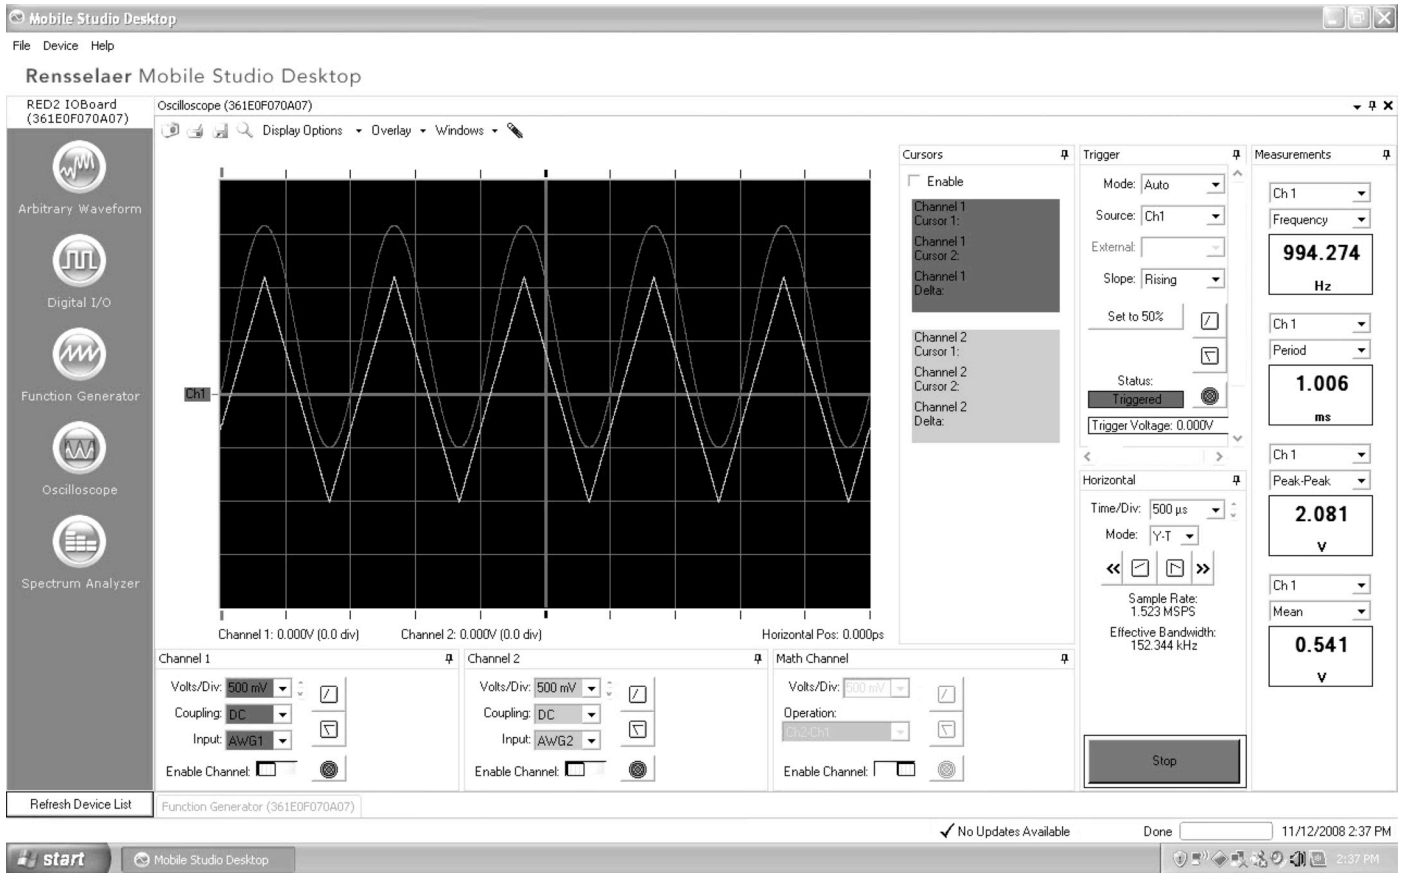 Mobile Studio Desktop
File Device Help
Rensselaer Mobile Studio Desktop
RED2 IOBoard
(361E0F070A07)
Arbitrary Waveform
Digital I/O
Function Generator
Oscilloscope
Spectrum Analyzer
Refresh Device List
Oscilloscope (361E0F070A07)
Display Options Overlay Windows
Ch1
Channel 1: 0.000V (0.0 div) Channel 2: 0.000V (0.0 div) Horizontal Pos: 0.000ps
Cursors
Enable
Channel 1
Cursor 1:
Channel 1
Cursor 2:
Channel 1
Delta:
Channel 2
Cursor 1:
Channel 2
Cursor 2:
Channel 2
Delta:
Trigger
Mode: Auto
Source: Ch1
External:
Slope: Rising
Set to 50%
Status:
Triggered
Trigger Voltage: 0.000V
Horizontal
Time/Div: 500 µs
Mode: Y-T
Sample Rate:
1.523 MSPS
Effective Bandwidth:
152.344 kHz
Stop
Measurements
Ch 1
Frequency
994.274
Hz
Ch 1
Period
1.006
ms
Ch 1
Peak-Peak
2.081
V
Ch 1
Mean
0.541
V
Channel 1
Volts/Div: 500 mV
Coupling: DC
Input: AWG1
Enable Channel:
Channel 2
Volts/Div: 500 mV
Coupling: DC
Input: AWG2
Enable Channel:
Math Channel
Volts/Div: 500 mV
Operation:
Ch2-Ch1
Enable Channel:
Function Generator (361E0F070A07)
No Updates Available Done 11/12/2008 2:37 PM
start Mobile Studio Desktop 2:37 PM